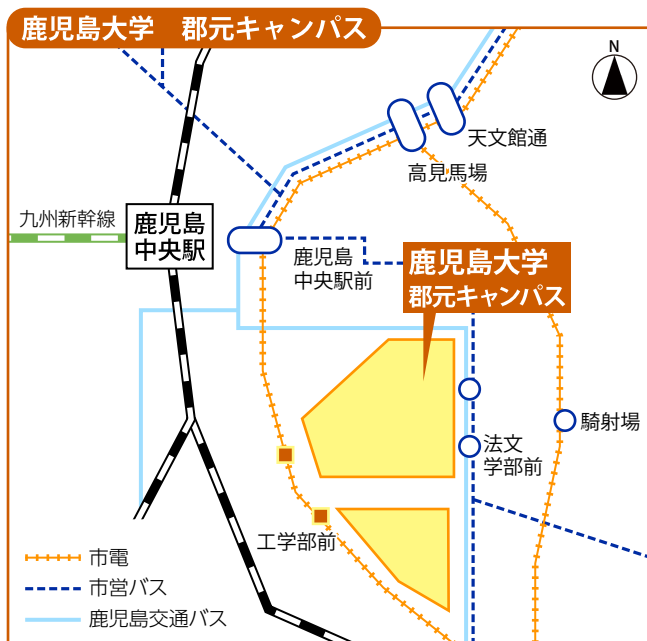 鹿児島大学　郡元キャンパス
N
天文館通
高見馬場
九州新幹線
鹿児島
中央駅
鹿児島
中央駅前
鹿児島大学
郡元キャンパス
騎射場
法文
学部前
工学部前
市電
市営バス
鹿児島交通バス